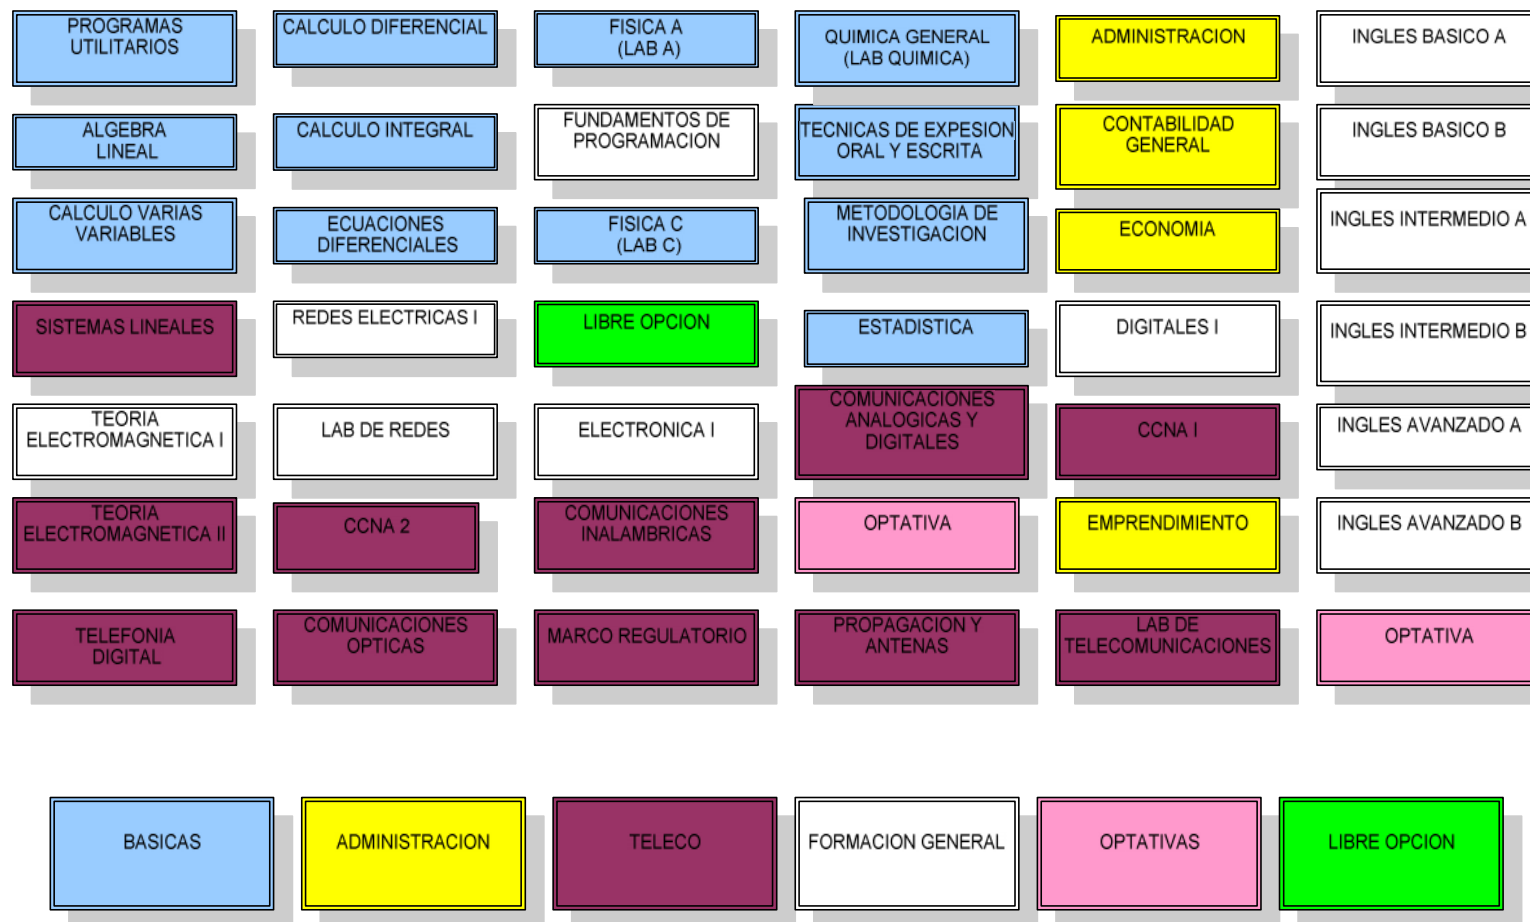 PROGRAMAS
UTILITARIOS
CALCULO DIFERENCIAL
FISICA A
(LAB A)
QUIMICA GENERAL
(LAB QUIMICA)
ADMINISTRACION
INGLES BASICO A
ALGEBRA
LINEAL
CALCULO INTEGRAL
FUNDAMENTOS DE
PROGRAMACION
TECNICAS DE EXPESION
ORAL Y ESCRITA
CONTABILIDAD
GENERAL
INGLES BASICO B
CALCULO VARIAS
VARIABLES
ECUACIONES
DIFERENCIALES
FISICA C
(LAB C)
METODOLOGIA DE
INVESTIGACION
ECONOMIA
INGLES INTERMEDIO A
SISTEMAS LINEALES
REDES ELECTRICAS I
LIBRE OPCION
ESTADISTICA
DIGITALES I
INGLES INTERMEDIO B
TEORIA
ELECTROMAGNETICA I
LAB DE REDES
ELECTRONICA I
COMUNICACIONES
ANALOGICAS Y
DIGITALES
CCNA I
INGLES AVANZADO A
TEORIA
ELECTROMAGNETICA II
CCNA 2
COMUNICACIONES
INALAMBRICAS
OPTATIVA
EMPRENDIMIENTO
INGLES AVANZADO B
TELEFONIA
DIGITAL
COMUNICACIONES
OPTICAS
MARCO REGULATORIO
PROPAGACION Y
ANTENAS
LAB DE
TELECOMUNICACIONES
OPTATIVA
BASICAS
ADMINISTRACION
TELECO
FORMACION GENERAL
OPTATIVAS
LIBRE OPCION